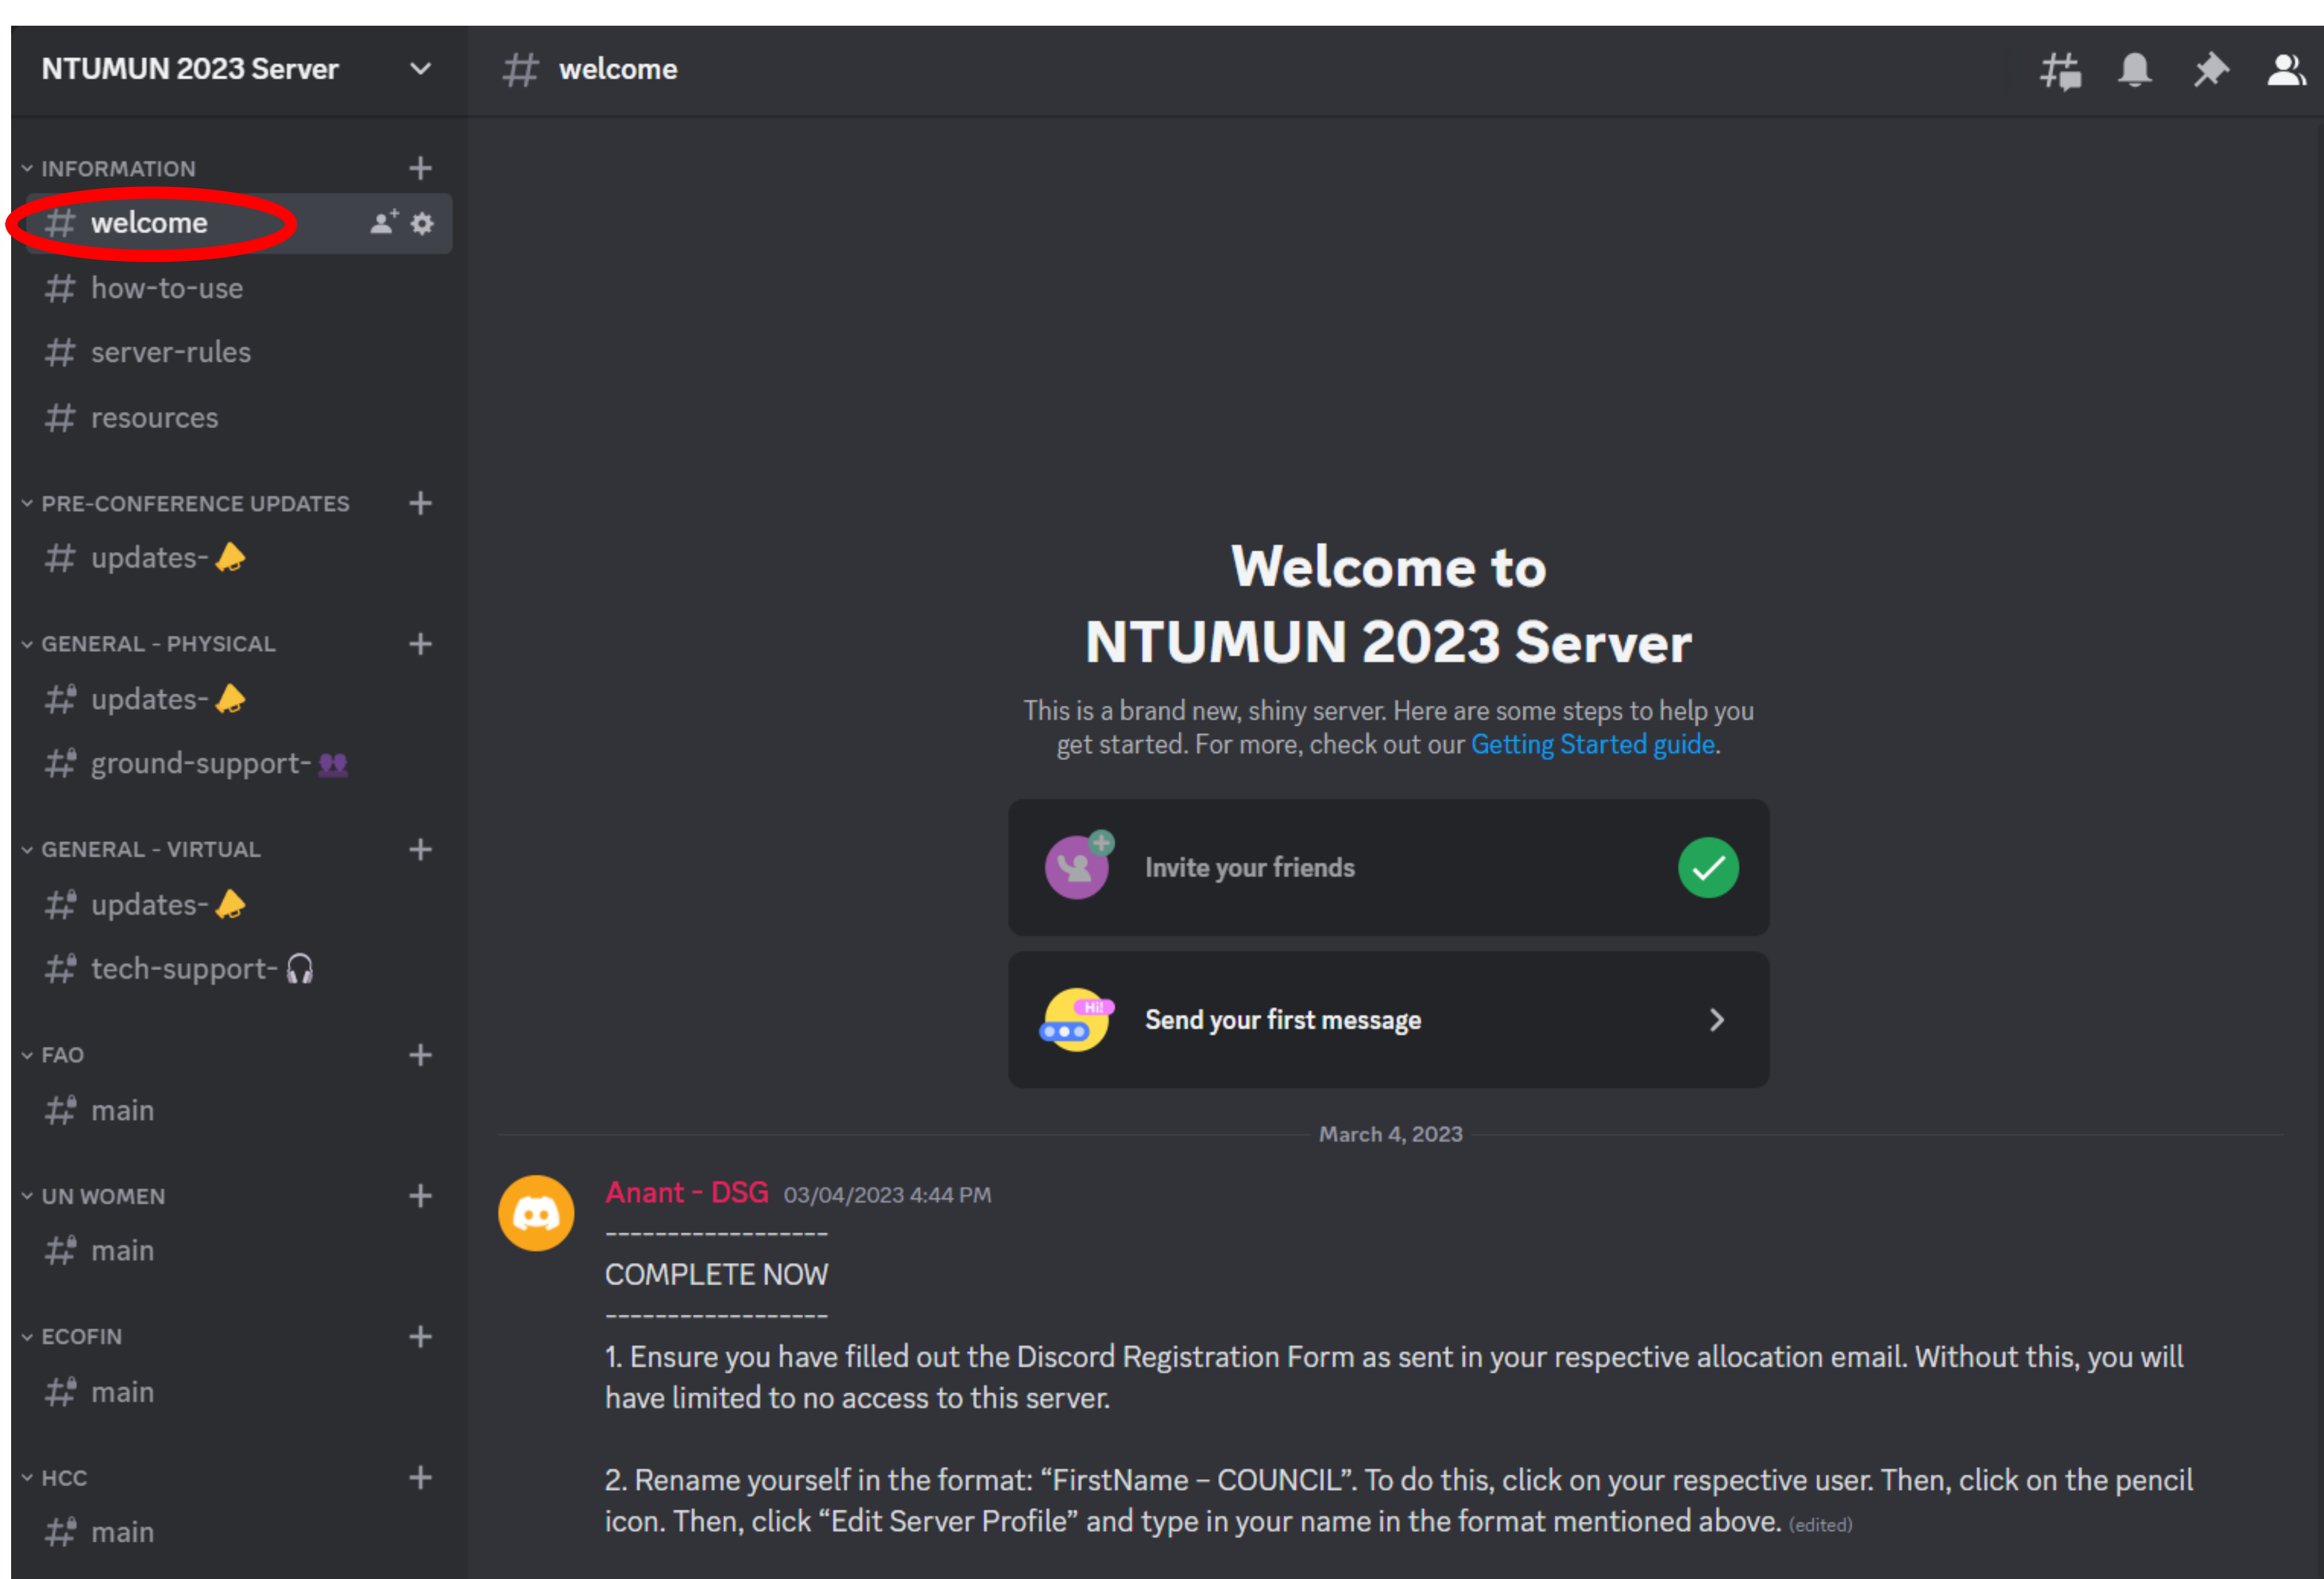 NTUMUN 2023 Server
INFORMATION
welcome
how-to-use
server-rules
resources
PRE-CONFERENCE UPDATES
updates-
GENERAL - PHYSICAL
updates-
ground-support-
GENERAL - VIRTUAL
updates-
tech-support-
FAO
main
UN WOMEN
main
ECOFIN
main
HCC
main
welcome
Welcome to
NTUMUN 2023 Server
This is a brand new, shiny server. Here are some steps to help you
get started. For more, check out our Getting Started guide.
Invite your friends
Hi!
Send your first message
March 4, 2023
Anant - DSG 03/04/2023 4:44 PM
------------------
COMPLETE NOW
------------------
1. Ensure you have filled out the Discord Registration Form as sent in your respective allocation email. Without this, you will
have limited to no access to this server.
2. Rename yourself in the format: “FirstName – COUNCIL”. To do this, click on your respective user. Then, click on the pencil
icon. Then, click “Edit Server Profile” and type in your name in the format mentioned above. (edited)